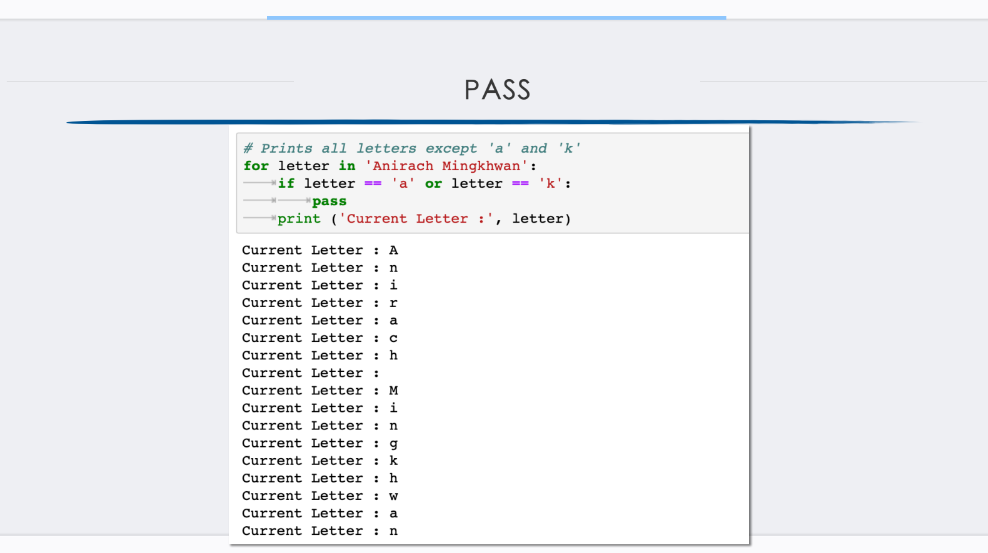 PASS
# Prints all letters except 'a' and 'k'
for letter in 'Anirach Mingkhwan':
if letter == 'a' or letter == 'k':
pass
print ('Current Letter :', letter)
Current Letter : A
Current Letter : n
Current Letter : i
Current Letter : r
Current Letter : a
Current Letter : c
Current Letter : h
Current Letter :
Current Letter : M
Current Letter : i
Current Letter : n
Current Letter : g
Current Letter : k
Current Letter : h
Current Letter : w
Current Letter : a
Current Letter : n